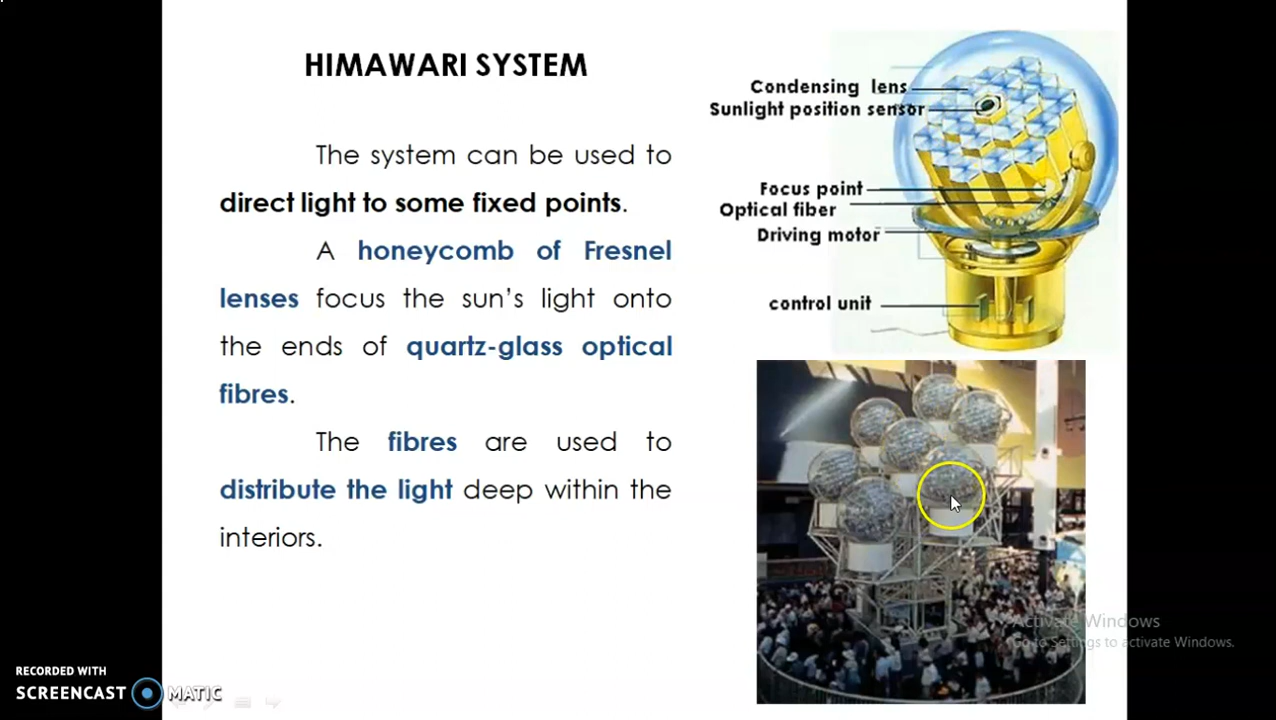 HIMAWARI SYSTEM
The system can be used to
direct light to some fixed points.
A honeycomb of Fresnel
lenses focus the sun's light onto
the ends of quartz-glass optical
fibres.
The fibres are used to
distribute the light deep within the
interiors.
Condensing lens
Sunlight position sensor
Focus point
Optical fiber
Driving motor
control unit
Activate Windows
Go to Settings to activate Windows.
RECORDED WITH
SCREENCAST MATIC